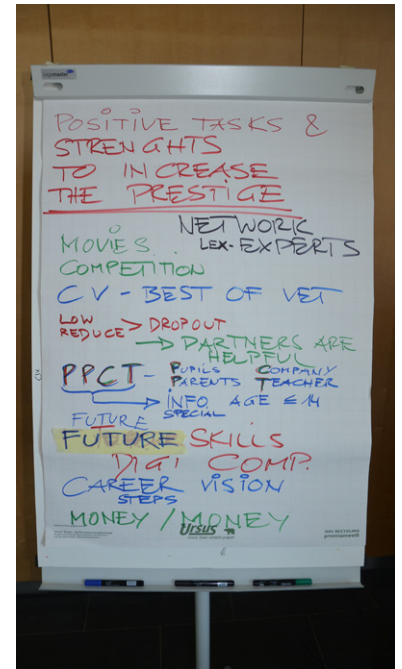 POSITIVE TASKS &
STRENGHTS
TO INCREASE
THE PRESTIGE
NETWORK
LEX-EXPERTS
MOVIES
COMPETITION
CV - BEST OF VET
LOW
REDUCE > DROPOUT
→ PARTNERS ARE
HELPFUL
PPCT - PUPILS COMPANY
PARENTS TEACHER
→ INFO AGE ≤ 14
SPECIAL
FUTURE
FUTURE SKILLS
DIGI COMP.
CAREER VISION
STEPS
MONEY / MONEY
Ursus